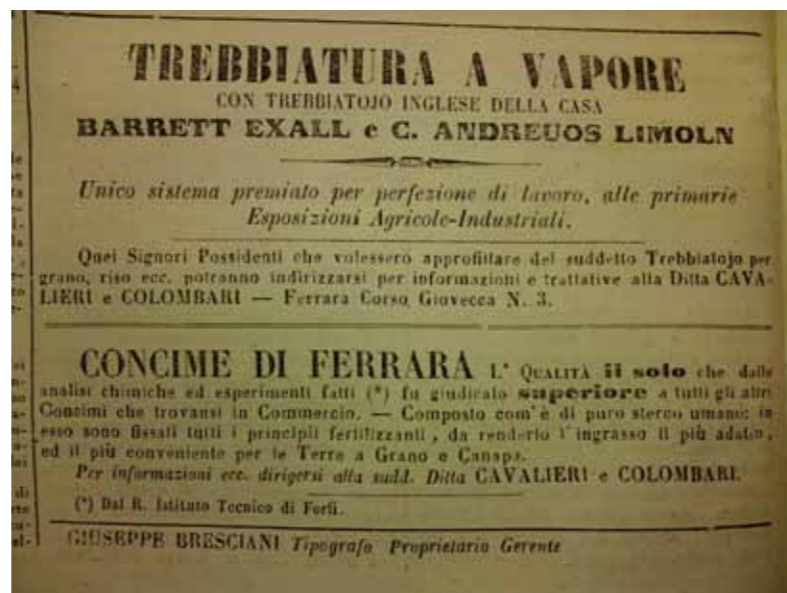 TREBBIATURA A VAPORE
CON TREBBIATOJO INGLESE DELLA CASA
BARRETT EXALL e C. ANDREUOS LIMOLN
Unico sistema premiato per perfezione di lavoro, alle primarie
Esposizioni Agricole-Industriali.
Quei Signori Possidenti che volessero approfittare del suddetto Trebbiatojo per
grano, riso ecc. potranno indirizzarsi per informazioni e trattative alla Ditta CAVA-
LIERI e COLOMBARI — Ferrara Corso Giovecca N. 3.
CONCIME DI FERRARA I.ª QUALITÀ il solo che dalle
analisi chimiche ed esperimenti fatti (*) fu giudicato superiore a tutti gli altri
Concimi che trovansi in Commercio. — Composto com'è di puro sterco umano; in
esso sono fissati tutti i principii fertilizzanti, da renderlo l'ingrasso il più adatto,
ed il più conveniente per le Terre a Grano e Canapa.
Per informazioni ecc. dirigersi alla sudd. Ditta CAVALIERI e COLOMBARI.
(*) Dal R. Istituto Tecnico di Forlì.
GIUSEPPE BRESCIANI Tipografo Proprietario Gerente